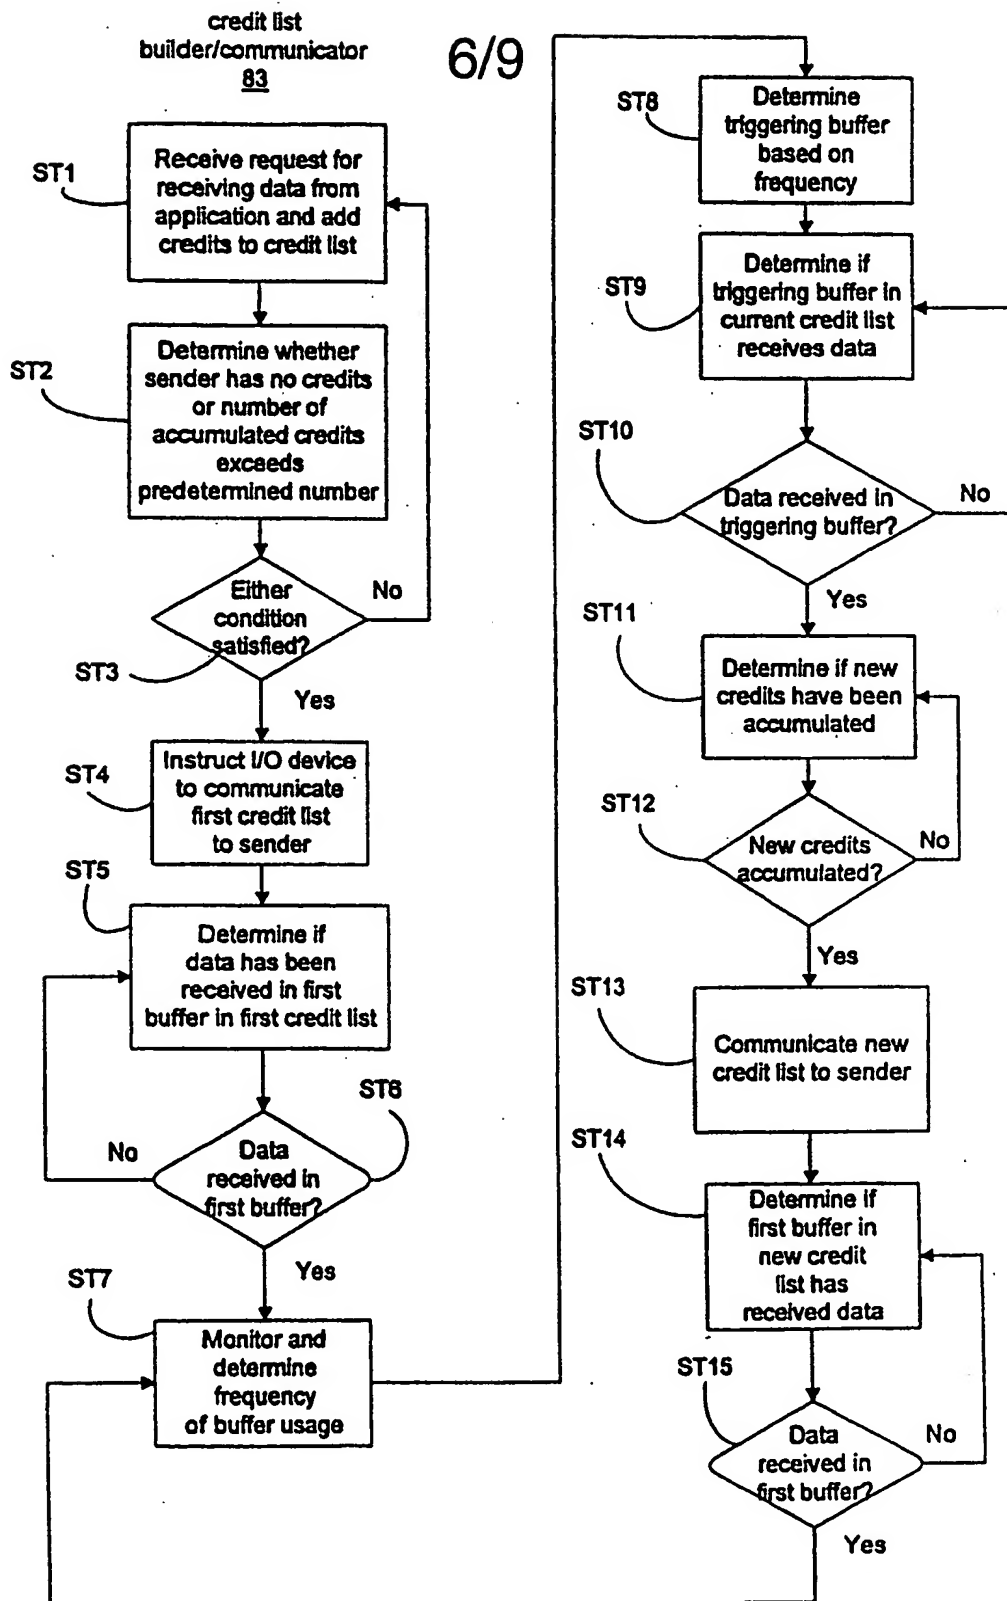 credit list
builder/communicator
83
6/9
ST1
Receive request for
receiving data from
application and add
credits to credit list
ST2
Determine whether
sender has no credits
or number of
accumulated credits
exceeds
predetermined number
Either
condition
satisfied?
No
ST3
Yes
ST4
Instruct I/O device
to communicate
first credit list
to sender
ST5
Determine if
data has been
received in first
buffer in first credit list
ST6
No
Data
received in
first buffer?
Yes
ST7
Monitor and
determine
frequency
of buffer usage
ST8
Determine
triggering buffer
based on
frequency
ST9
Determine if
triggering buffer in
current credit list
receives data
ST10
Data received in
triggering buffer?
No
Yes
ST11
Determine if new
credits have been
accumulated
ST12
New credits
accumulated?
No
Yes
ST13
Communicate new
credit list to sender
ST14
Determine if
first buffer in
new credit
list has
received data
ST15
Data
received in
first buffer?
No
Yes